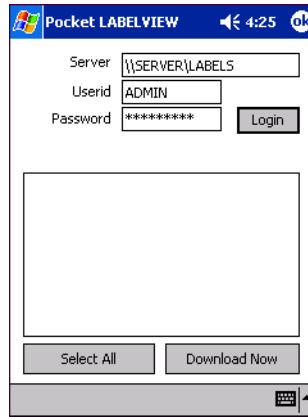 Pocket LABELVIEW 4:25 ok
Server \\SERVER\LABELS
Userid ADMIN
Password ********* Login
Select All Download Now